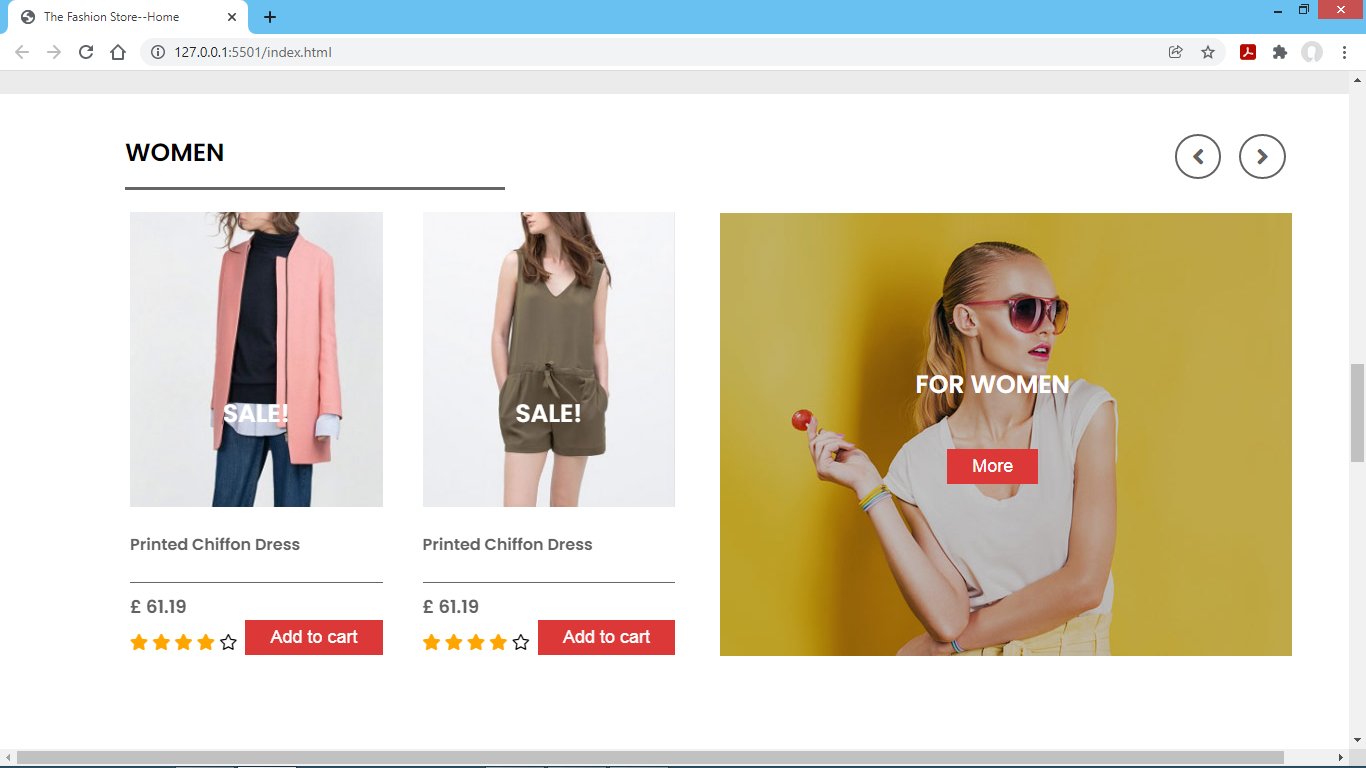 The Fashion Store--Home
127.0.0.1:5501/index.html
WOMEN
SALE!
SALE!
FOR WOMEN
More
Printed Chiffon Dress
Printed Chiffon Dress
£ 61.19
£ 61.19
Add to cart
Add to cart